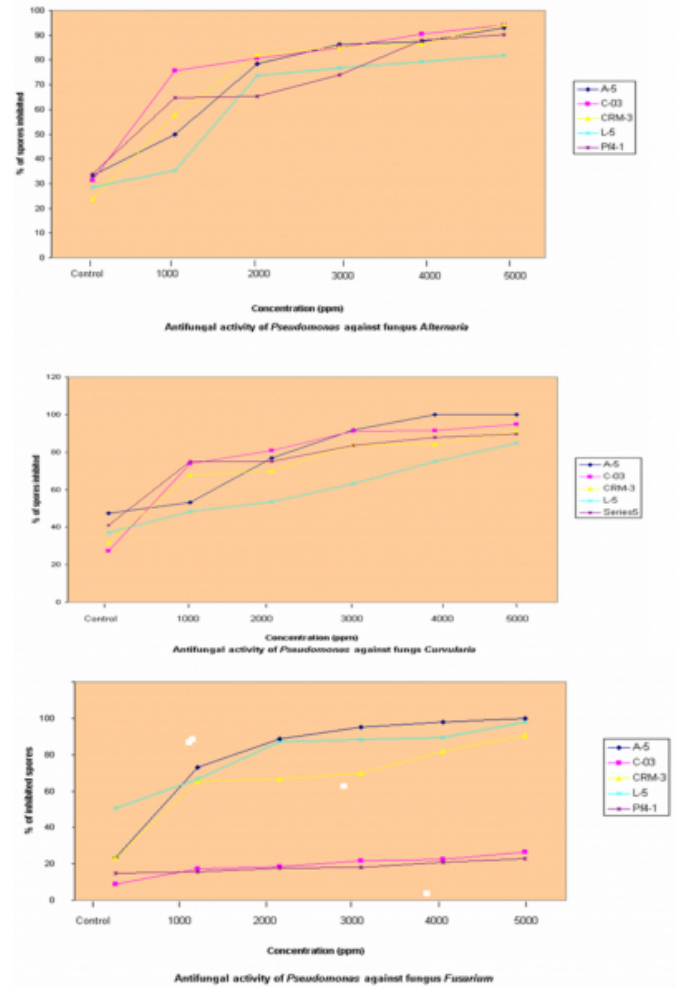 100
90
80
70
60
50
40
30
20
10
0
% of spores inhibited
Control 1000 2000 3000 4000 5000
A-5
C-03
CRM-3
L-5
Pf4-1
Concentration (ppm)
Antifungal activity of Pseudomonas against fungus Alternaria
120
100
80
60
40
20
0
% of spores inhibited
Control 1000 2000 3000 4000 5000
A-5
C-03
CRM-3
L-5
Series5
Concentration (ppm)
Antifungal activity of Pseudomonas against fungs Curvularia
100
80
60
40
20
0
% of inhibited spores
Control 1000 2000 3000 4000 5000
A-5
C-03
CRM-3
L-5
Pf4-1
Concentration (ppm)
Antifungal activity of Pseudomonas against fungus Fusarium